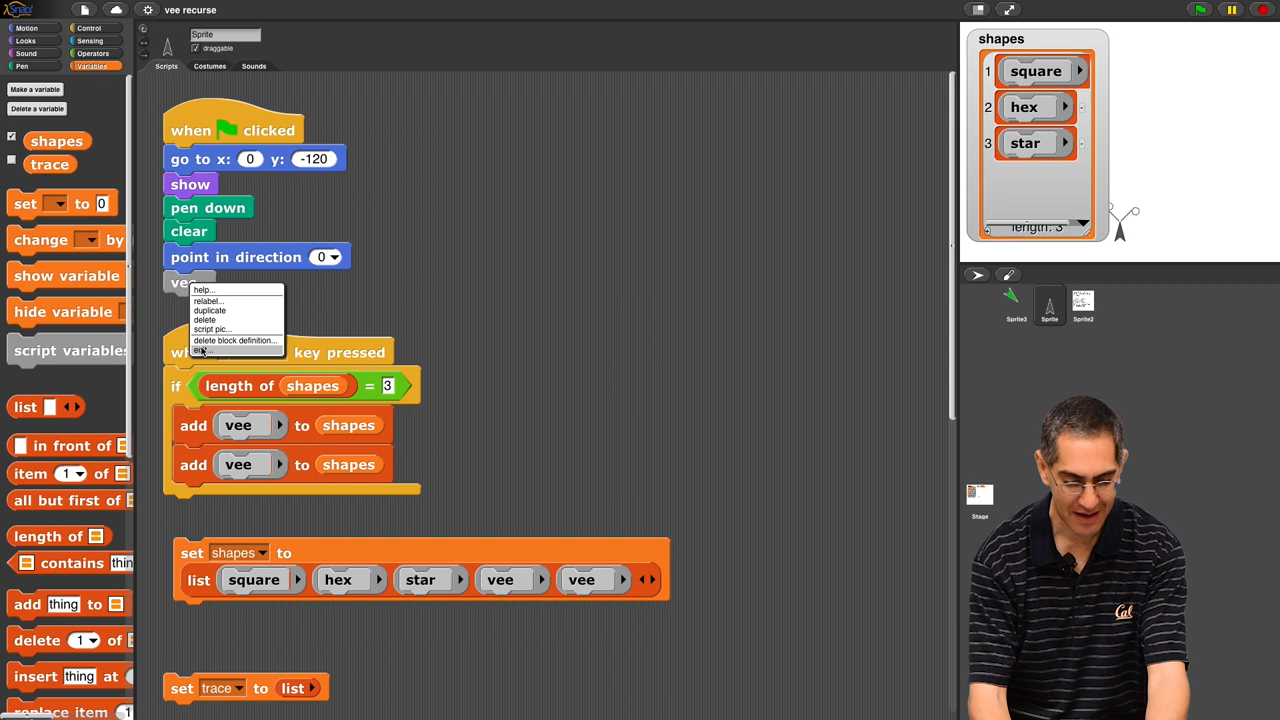 Snap!
vee recurse
Motion Control
Looks Sensing
Sound Operators
Pen Variables
Make a variable
Delete a variable
shapes
trace
set to 0
change by
show variable
hide variable
script variables
list
in front of
item 1 of
all but first of
length of
contains thin
add thing to
delete 1 of
insert thing at
replace item 1
Sprite
draggable
Scripts Costumes Sounds
when clicked
go to x: 0 y: -120
show
pen down
clear
point in direction 0
help...
relabel...
duplicate
delete
script pic...
delete block definition...
key pressed
if length of shapes = 3
add vee to shapes
add vee to shapes
set shapes to
list square hex star vee vee
set trace to list
shapes
1 square
2 hex
3 star
length: 3
Sprite3 Sprite Sprite2
Stage
Cal